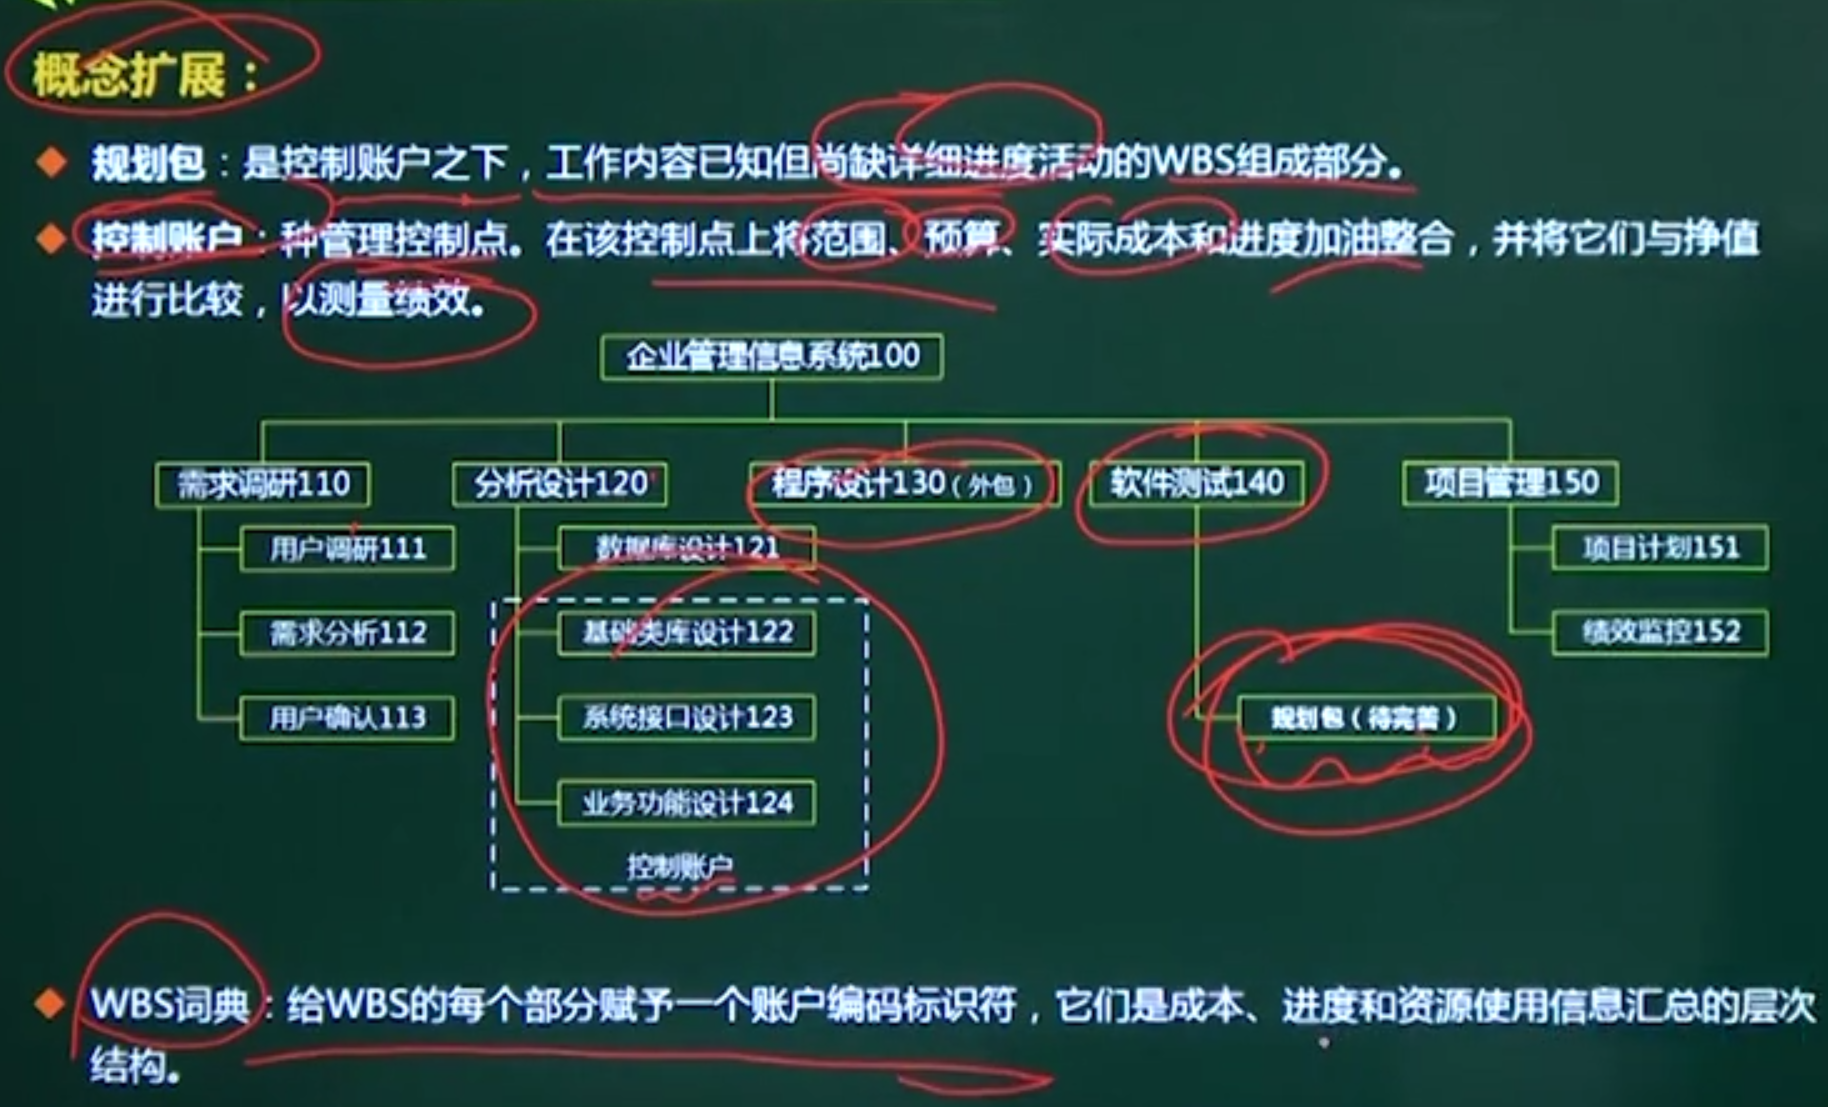 概念扩展：
规划包：是控制账户之下，工作内容已知但尚缺详细进度活动的WBS组成部分。
控制账户：种管理控制点。在该控制点上将范围、预算、实际成本和进度加油整合，并将它们与挣值
进行比较，以测量绩效。
企业管理信息系统100
需求调研110 分析设计120 程序设计130（外包） 软件测试140 项目管理150
用户调研111 数据库设计121 项目计划151
需求分析112 基础类库设计122 绩效监控152
用户确认113 系统接口设计123 规划包（待完善）
业务功能设计124
控制账户
WBS词典：给WBS的每个部分赋予一个账户编码标识符，它们是成本、进度和资源使用信息汇总的层次
结构。